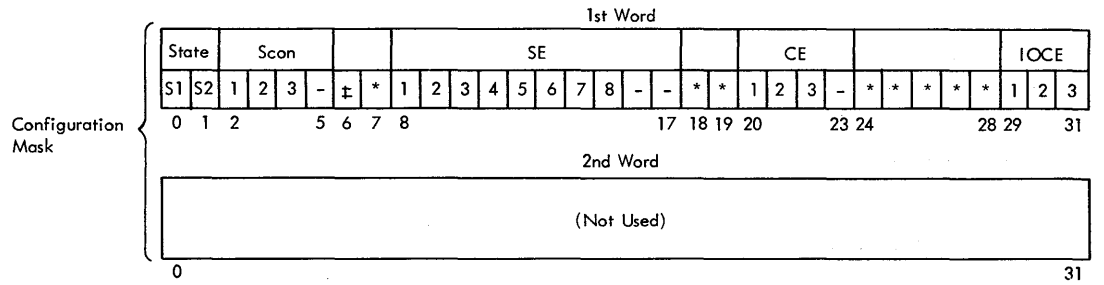 1st Word
State Scon SE CE IOCE
S1 S2 1 2 3 - ‡ * 1 2 3 4 5 6 7 8 - - * * 1 2 3 - * * * * * 1 2 3
0 1 2 5 6 7 8 17 18 19 20 23 24 28 29 31
Configuration
Mask
2nd Word
(Not Used)
0 31